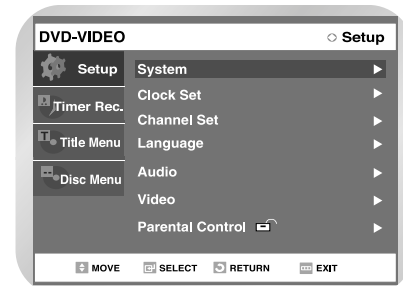 DVD-VIDEO
Setup
Setup
Timer Rec.
Title Menu
Disc Menu
System
Clock Set
Channel Set
Language
Audio
Video
Parental Control
MOVE SELECT RETURN EXIT